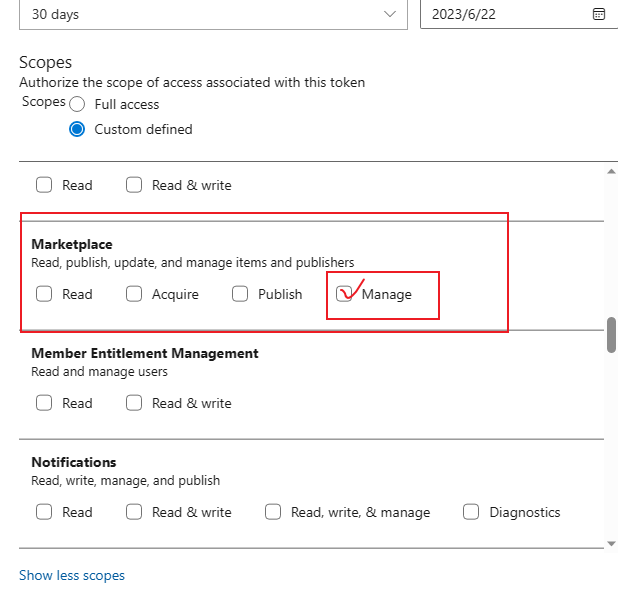 30 days 2023/6/22
Scopes
Authorize the scope of access associated with this token
Scopes Full access
Custom defined
Read Read & write
Marketplace
Read, publish, update, and manage items and publishers
Read Acquire Publish Manage
Member Entitlement Management
Read and manage users
Read Read & write
Notifications
Read, write, manage, and publish
Read Read & write Read, write, & manage Diagnostics
Show less scopes